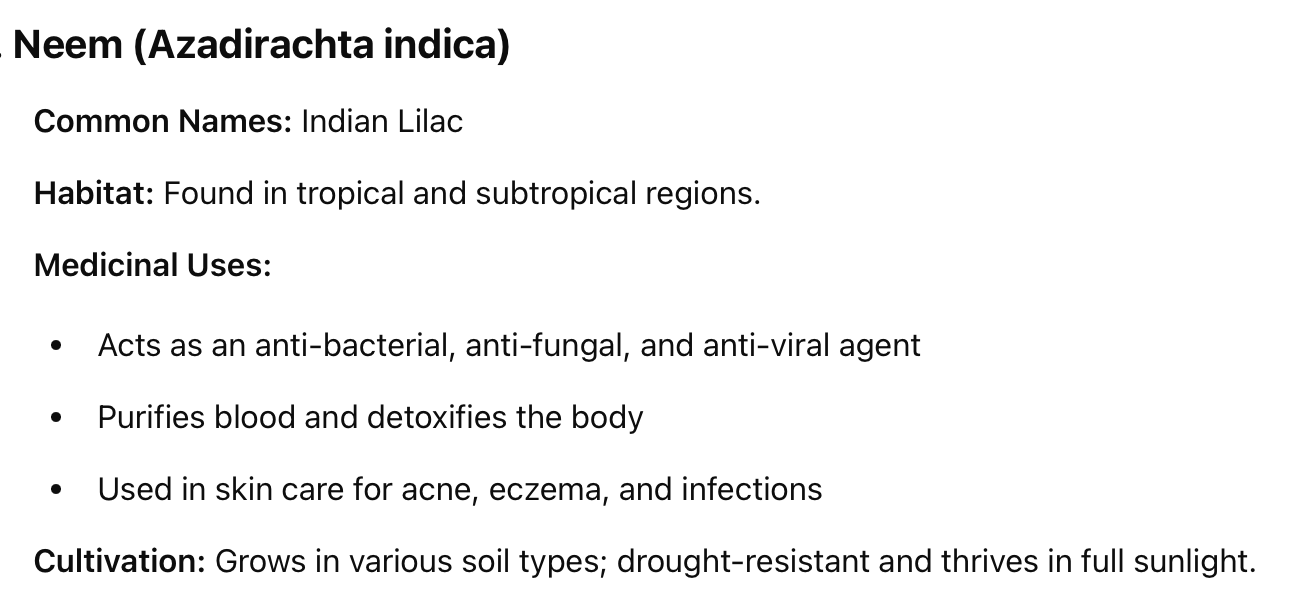 . Neem (Azadirachta indica)
Common Names: Indian Lilac
Habitat: Found in tropical and subtropical regions.
Medicinal Uses:
• Acts as an anti-bacterial, anti-fungal, and anti-viral agent
• Purifies blood and detoxifies the body
• Used in skin care for acne, eczema, and infections
Cultivation: Grows in various soil types; drought-resistant and thrives in full sunlight.